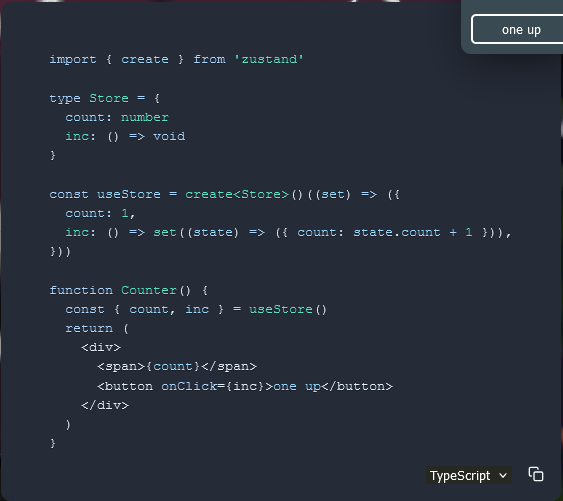 one up
import { create } from 'zustand'
type Store = {
  count: number
  inc: () => void
}
const useStore = create<Store>()((set) => ({
  count: 1,
  inc: () => set((state) => ({ count: state.count + 1 })),
}))
function Counter() {
  const { count, inc } = useStore()
  return (
    <div>
      <span>{count}</span>
      <button onClick={inc}>one up</button>
    </div>
  )
}
TypeScript